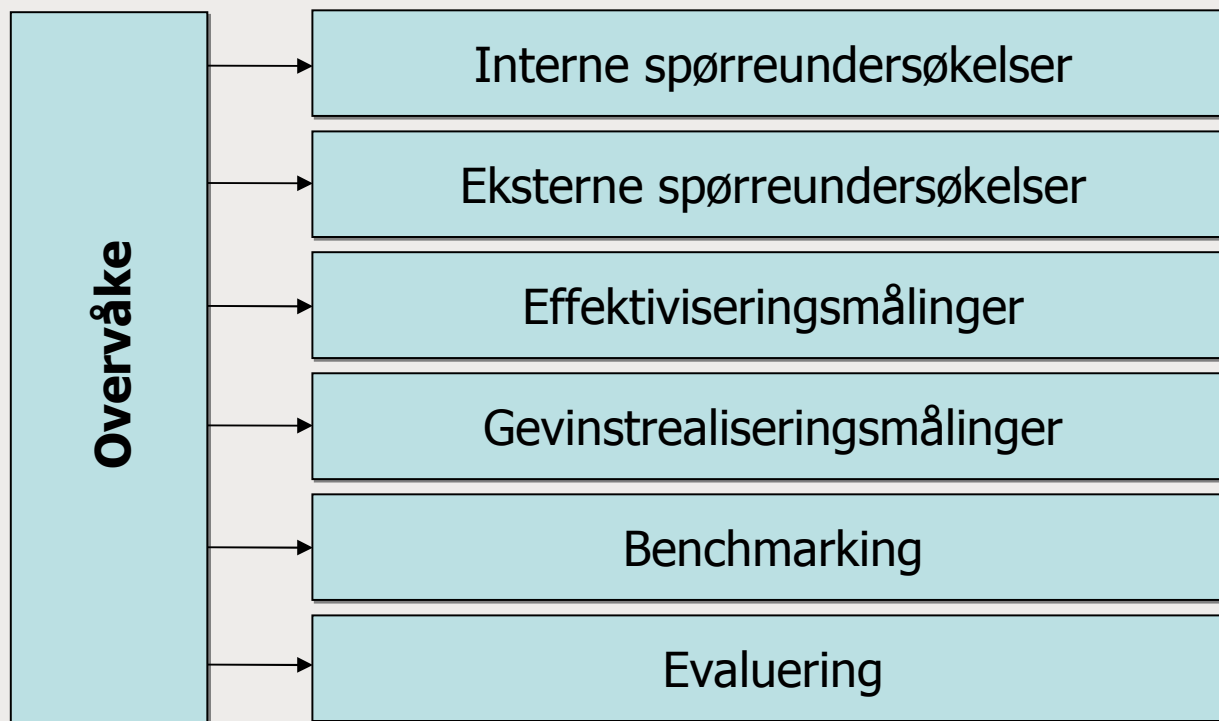 Overvåke
Interne spørreundersøkelser
Eksterne spørreundersøkelser
Effektiviseringsmålinger
Gevinstrealiseringsmålinger
Benchmarking
Evaluering